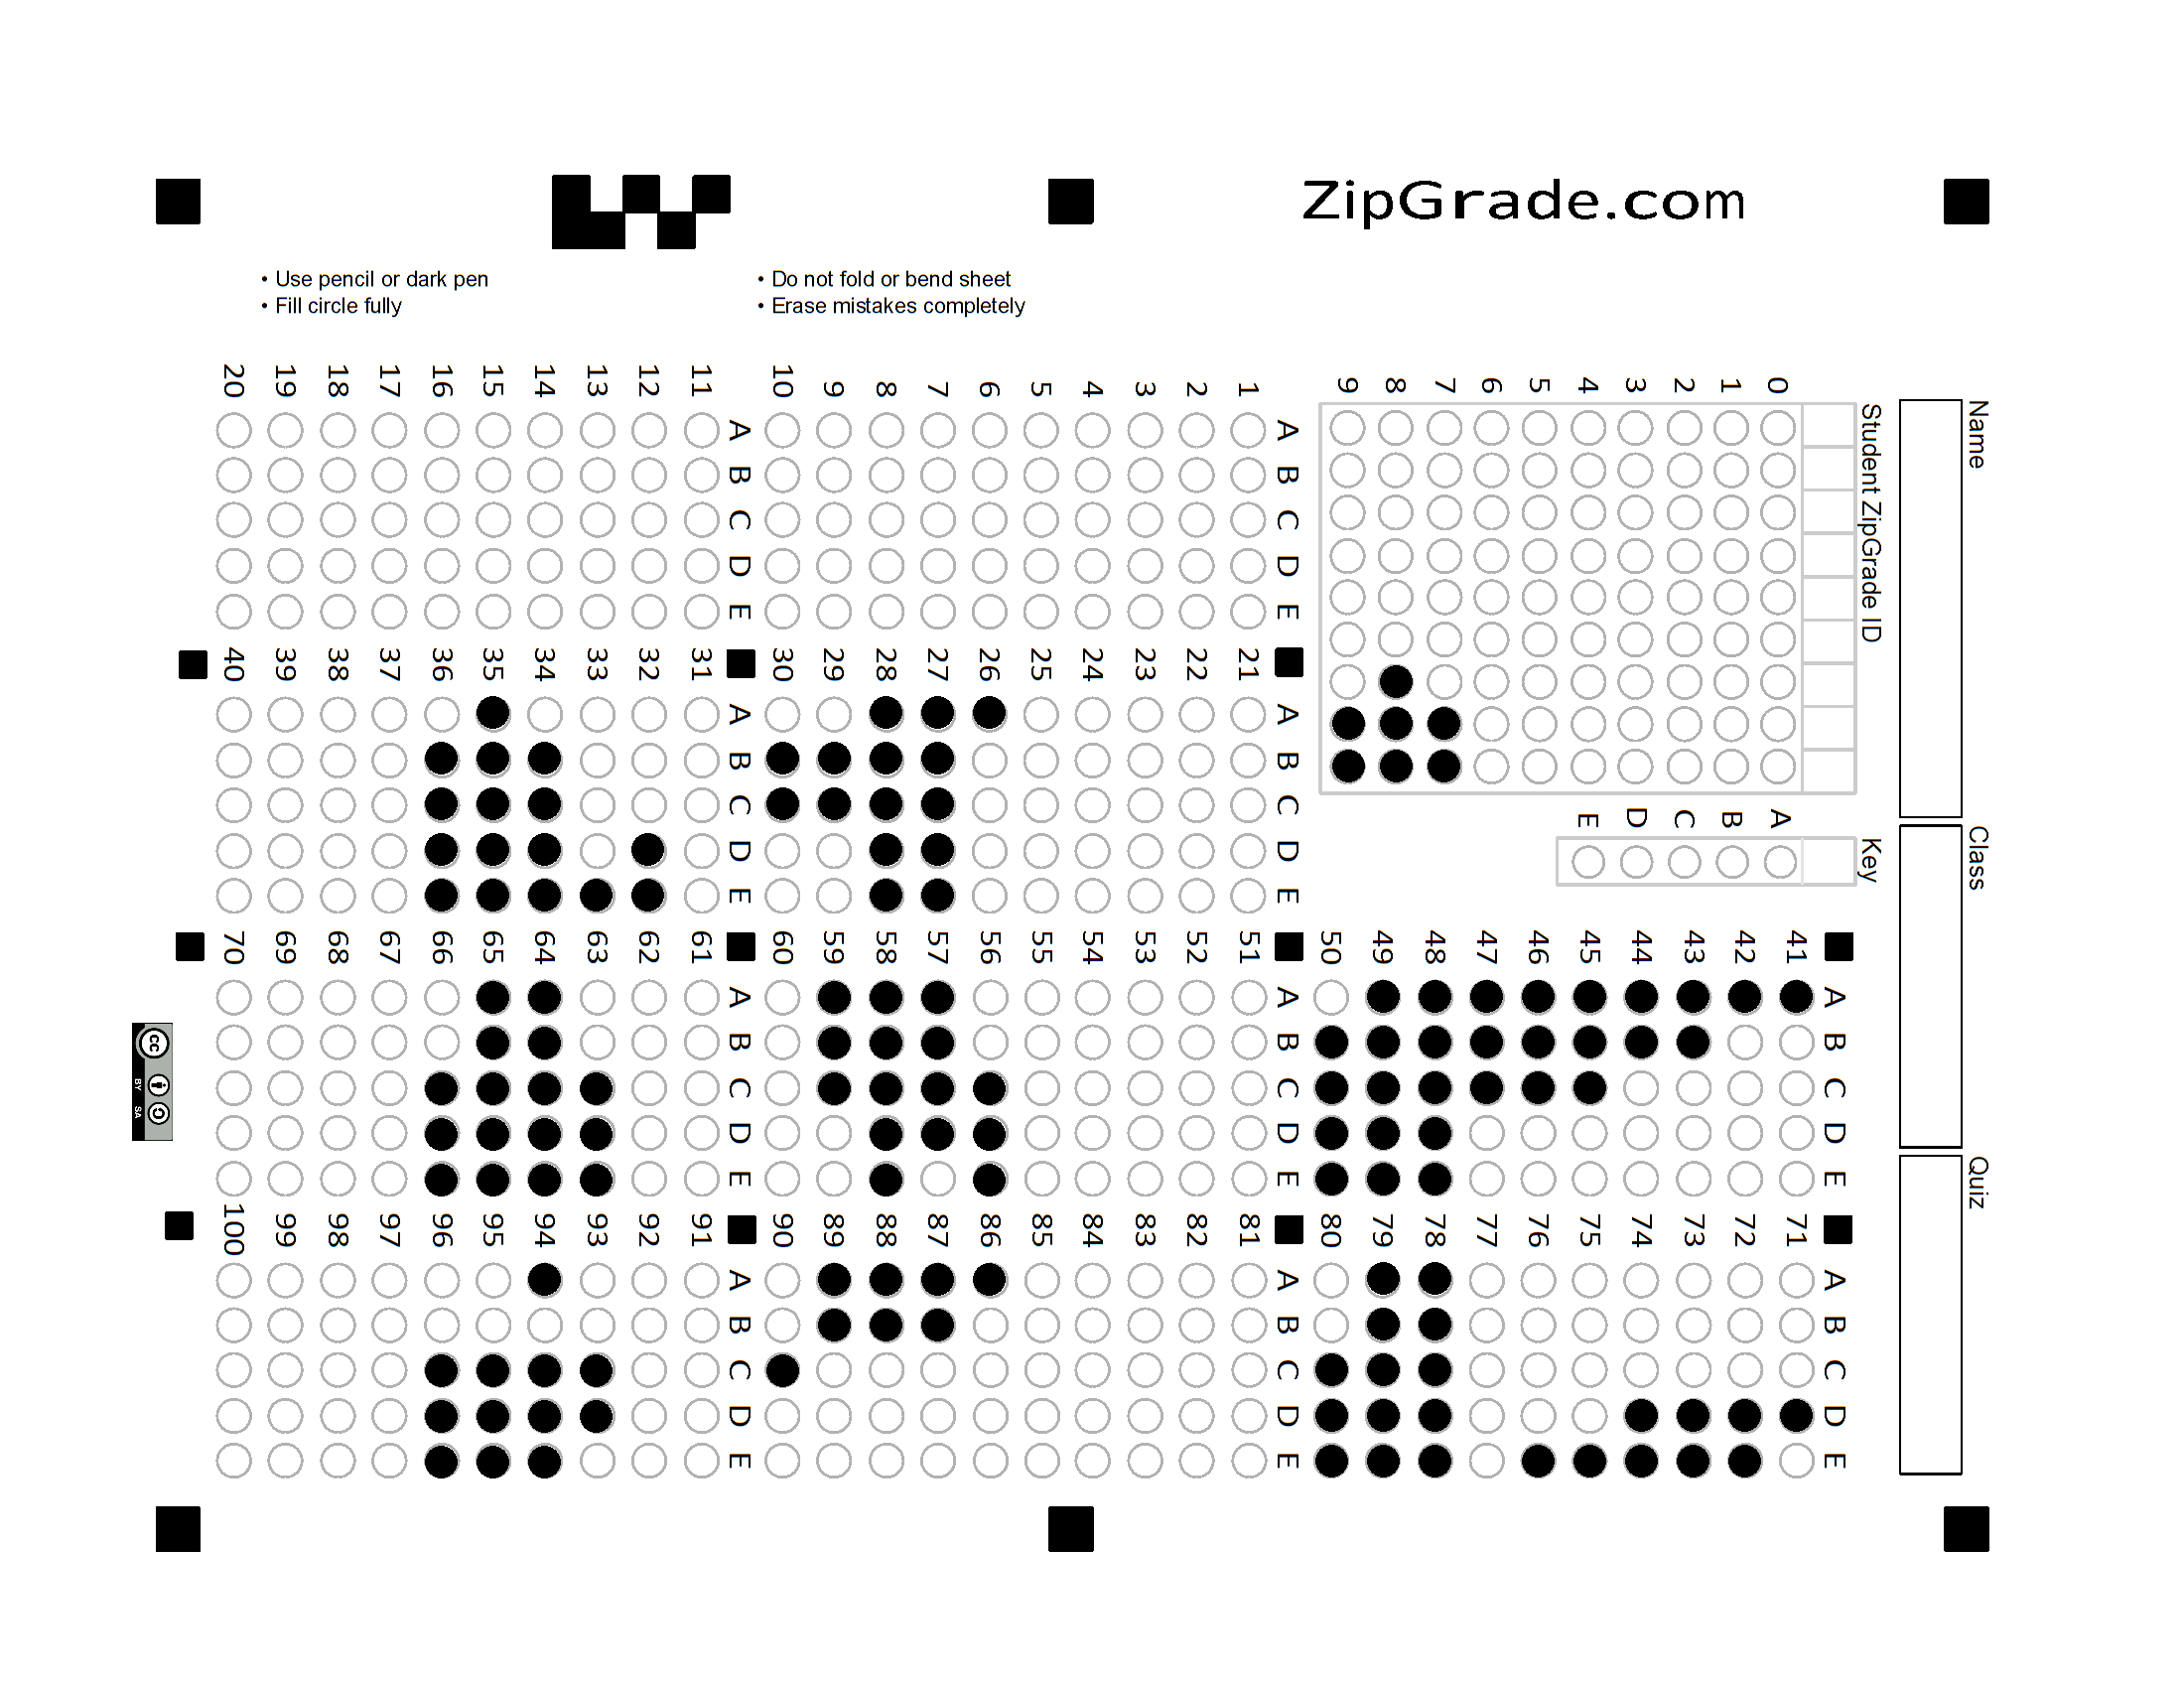 ZipGrade.com
• Use pencil or dark pen
• Fill circle fully
• Do not fold or bend sheet
• Erase mistakes completely
Name
Class
Quiz
Student ZipGrade ID
0 1 2 3 4 5 6 7 8 9
Key
A B C D E
1 2 3 4 5 6 7 8 9 10
A B C D E
11 12 13 14 15 16 17 18 19 20
A B C D E
21 22 23 24 25 26 27 28 29 30
A B C D E
31 32 33 34 35 36 37 38 39 40
A B C D E
41 42 43 44 45 46 47 48 49 50
A B C D E
51 52 53 54 55 56 57 58 59 60
A B C D E
61 62 63 64 65 66 67 68 69 70
A B C D E
71 72 73 74 75 76 77 78 79 80
A B C D E
81 82 83 84 85 86 87 88 89 90
A B C D E
91 92 93 94 95 96 97 98 99 100
A B C D E
cc
BY SA